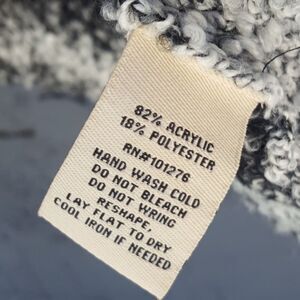 82% ACRYLIC
18% POLYESTER
RN#101276
HAND WASH COLD
DO NOT BLEACH
DO NOT WRING
RESHAPE,
LAY FLAT TO DRY
COOL IRON IF NEEDED